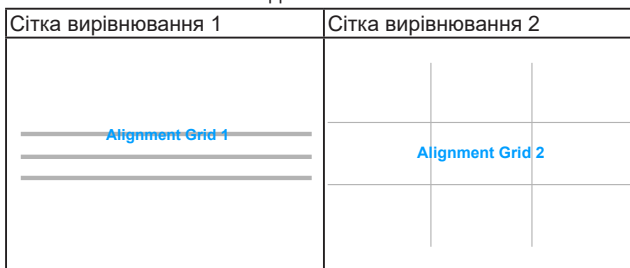 Сітка вирівнювання 1
Сітка вирівнювання 2
Alignment Grid 1
Alignment Grid 2